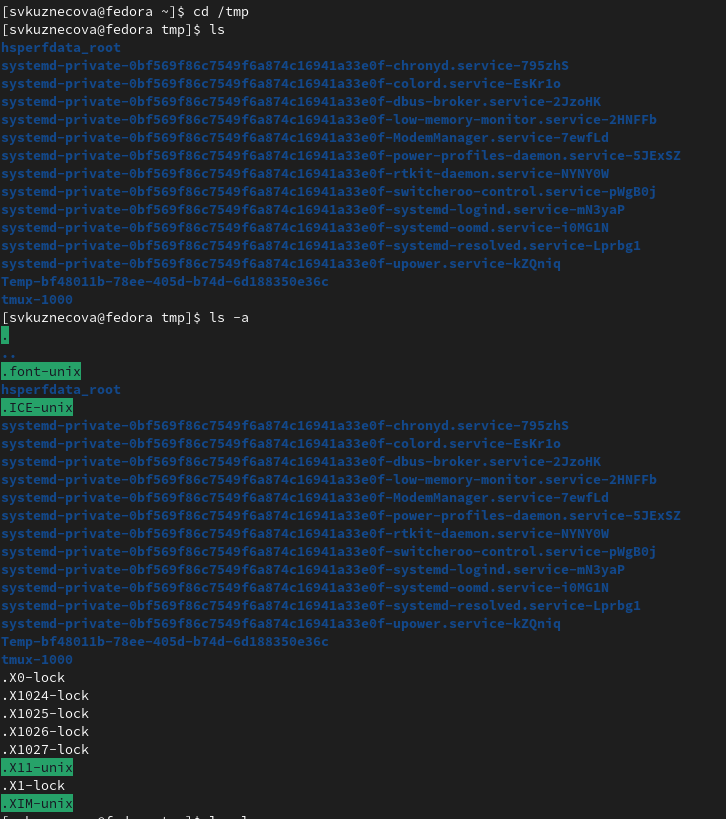 [svkuznecova@fedora ~]$ cd /tmp
[svkuznecova@fedora tmp]$ ls
hsperfdata_root
systemd-private-0bf569f86c7549f6a874c16941a33e0f-chronyd.service-795zhS
systemd-private-0bf569f86c7549f6a874c16941a33e0f-colord.service-EsKr1o
systemd-private-0bf569f86c7549f6a874c16941a33e0f-dbus-broker.service-2JzoHK
systemd-private-0bf569f86c7549f6a874c16941a33e0f-low-memory-monitor.service-2HNFFb
systemd-private-0bf569f86c7549f6a874c16941a33e0f-ModemManager.service-7ewfLd
systemd-private-0bf569f86c7549f6a874c16941a33e0f-power-profiles-daemon.service-5JExSZ
systemd-private-0bf569f86c7549f6a874c16941a33e0f-rtkit-daemon.service-NYNY0W
systemd-private-0bf569f86c7549f6a874c16941a33e0f-switcheroo-control.service-pWgB0j
systemd-private-0bf569f86c7549f6a874c16941a33e0f-systemd-logind.service-mN3yaP
systemd-private-0bf569f86c7549f6a874c16941a33e0f-systemd-oomd.service-i0MG1N
systemd-private-0bf569f86c7549f6a874c16941a33e0f-systemd-resolved.service-Lprbg1
systemd-private-0bf569f86c7549f6a874c16941a33e0f-upower.service-kZQniq
Temp-bf48011b-78ee-405d-b74d-6d188350e36c
tmux-1000
[svkuznecova@fedora tmp]$ ls -a
.
..
.font-unix
hsperfdata_root
.ICE-unix
systemd-private-0bf569f86c7549f6a874c16941a33e0f-chronyd.service-795zhS
systemd-private-0bf569f86c7549f6a874c16941a33e0f-colord.service-EsKr1o
systemd-private-0bf569f86c7549f6a874c16941a33e0f-dbus-broker.service-2JzoHK
systemd-private-0bf569f86c7549f6a874c16941a33e0f-low-memory-monitor.service-2HNFFb
systemd-private-0bf569f86c7549f6a874c16941a33e0f-ModemManager.service-7ewfLd
systemd-private-0bf569f86c7549f6a874c16941a33e0f-power-profiles-daemon.service-5JExSZ
systemd-private-0bf569f86c7549f6a874c16941a33e0f-rtkit-daemon.service-NYNY0W
systemd-private-0bf569f86c7549f6a874c16941a33e0f-switcheroo-control.service-pWgB0j
systemd-private-0bf569f86c7549f6a874c16941a33e0f-systemd-logind.service-mN3yaP
systemd-private-0bf569f86c7549f6a874c16941a33e0f-systemd-oomd.service-i0MG1N
systemd-private-0bf569f86c7549f6a874c16941a33e0f-systemd-resolved.service-Lprbg1
systemd-private-0bf569f86c7549f6a874c16941a33e0f-upower.service-kZQniq
Temp-bf48011b-78ee-405d-b74d-6d188350e36c
tmux-1000
.X0-lock
.X1024-lock
.X1025-lock
.X1026-lock
.X1027-lock
.X11-unix
.X1-lock
.XIM-unix